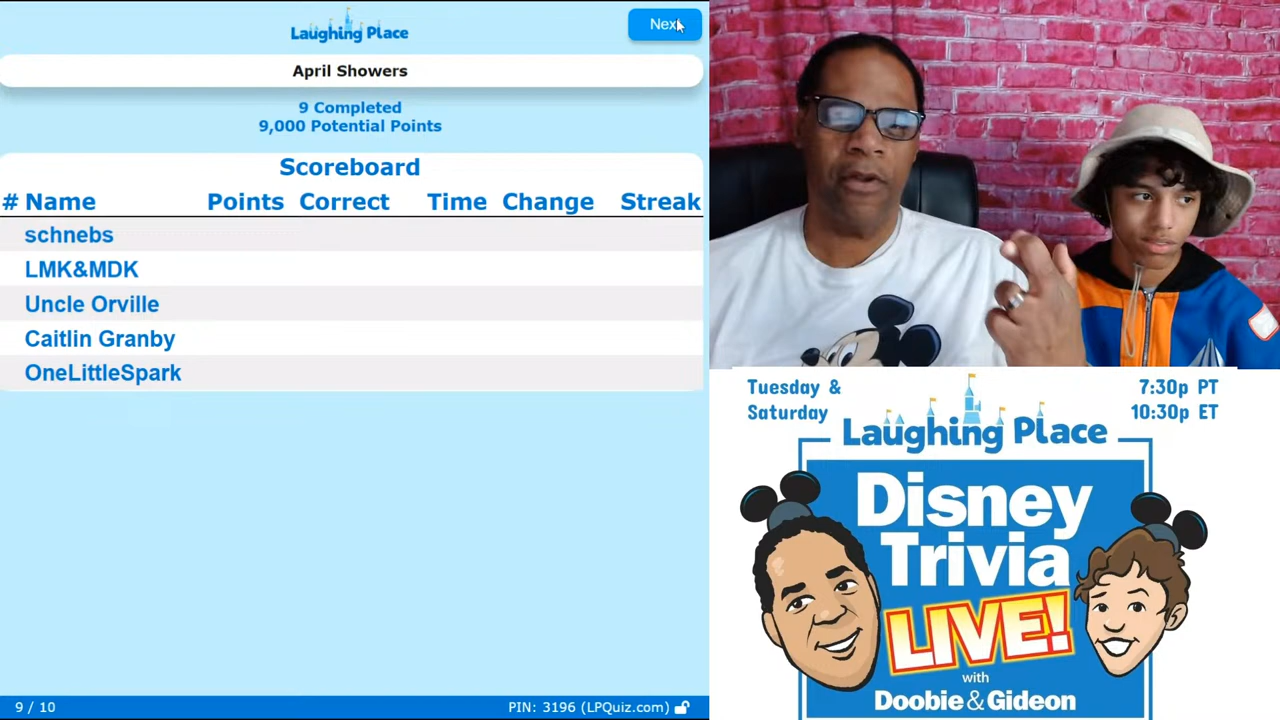 Laughing Place
Next
April Showers
9 Completed
9,000 Potential Points
Scoreboard
# Name Points Correct Time Change Streak
schnebs
LMK&MDK
Uncle Orville
Caitlin Granby
OneLittleSpark
9 / 10
PIN: 3196 (LPQuiz.com)
Tuesday &
Saturday
7:30p PT
10:30p ET
Laughing Place
Disney
Trivia
LIVE!
with
Doobie & Gideon